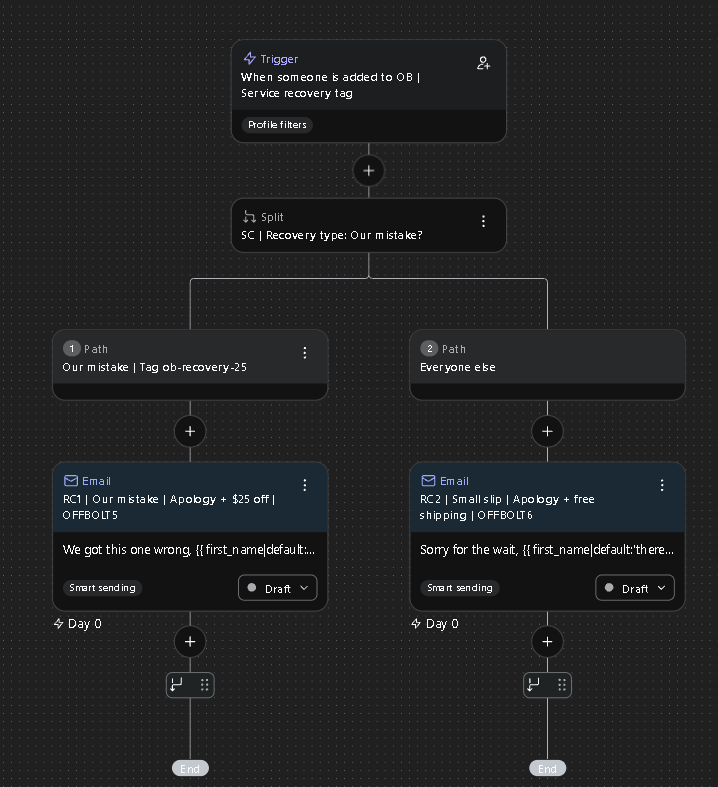 Trigger
When someone is added to OB |
Service recovery tag
Profile filters
Split
SC | Recovery type: Our mistake?
1 Path
Our mistake | Tag ob-recovery-25
2 Path
Everyone else
Email
RC1 | Our mistake | Apology + $25 off |
OFFBOLT5
We got this one wrong, {{ first_name|default:...
Smart sending
Draft
Day 0
Email
RC2 | Small slip | Apology + free
shipping | OFFBOLT6
Sorry for the wait, {{ first_name|default:'there...
Smart sending
Draft
Day 0
End
End